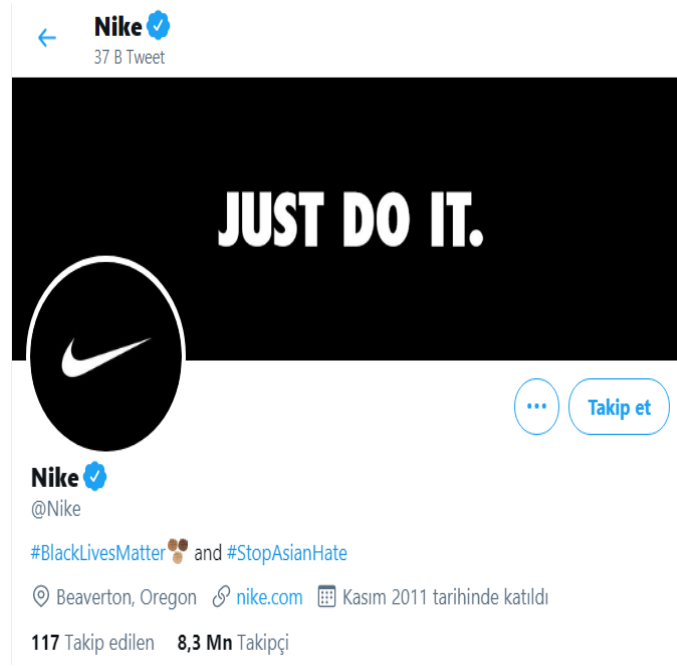 Nike
37 B Tweet
JUST DO IT.
Takip et
Nike
@Nike
#BlackLivesMatter and #StopAsianHate
Beaverton, Oregon nike.com Kasım 2011 tarihinde katıldı
117 Takip edilen 8,3 Mn Takipçi